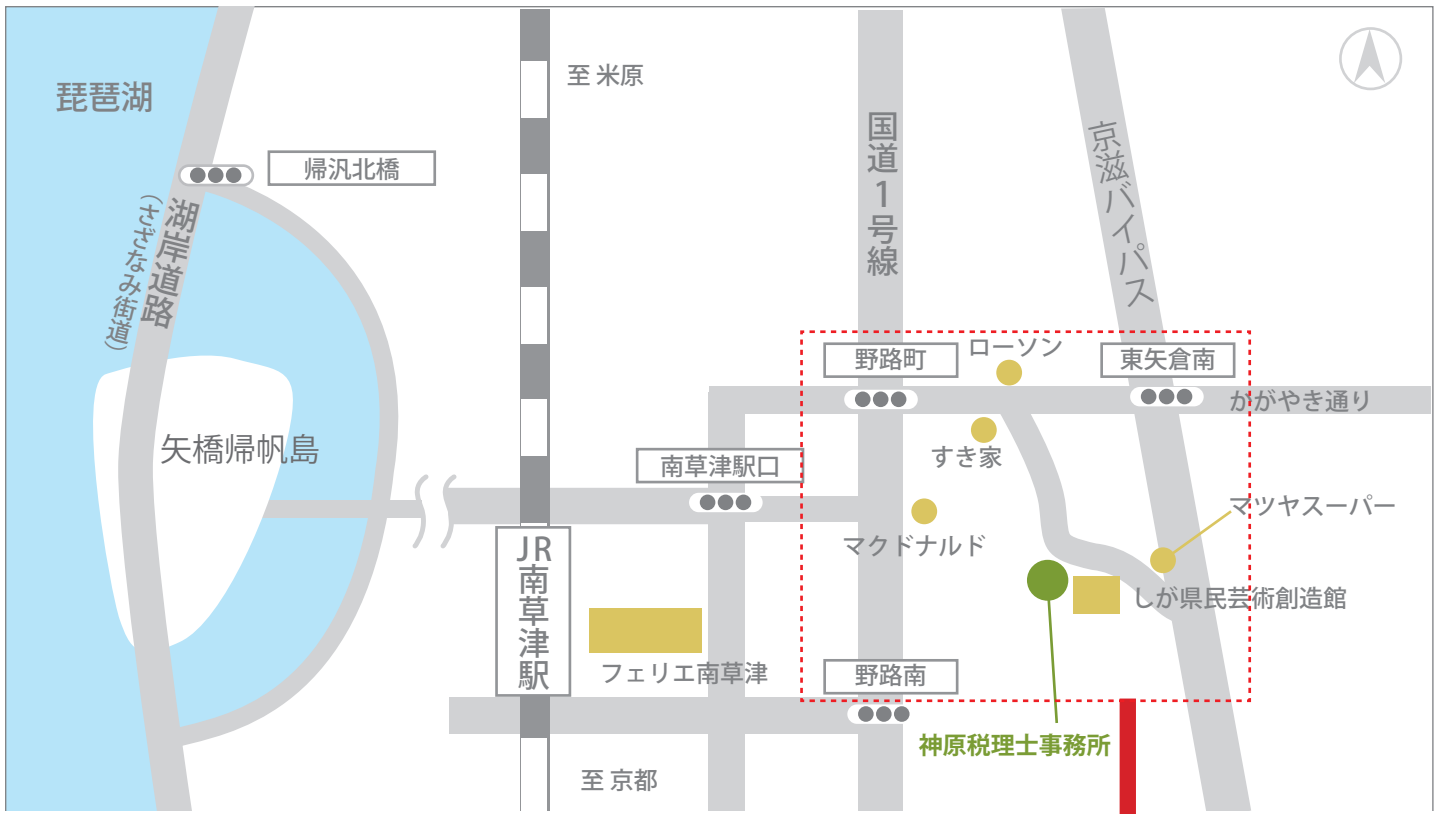 琵琶湖
至 米原
国道1号線
京滋バイパス
帰汎北橋
湖岸道路
(さざなみ街道)
野路町
ローソン
東矢倉南
かがやき通り
矢橋帰帆島
すき家
南草津駅口
マツヤスーパー
マクドナルド
JR南草津駅
しが県民芸術創造館
フェリエ南草津
野路南
神原税理士事務所
至 京都